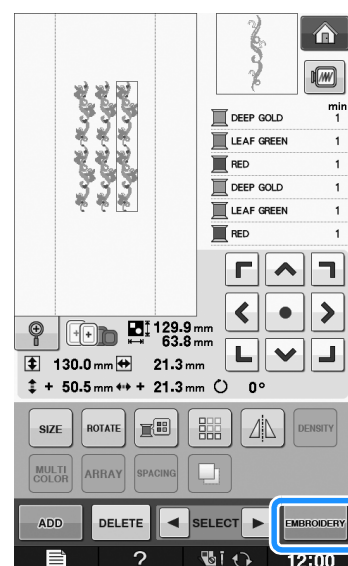 min
DEEP GOLD 1
LEAF GREEN 1
RED 1
DEEP GOLD 1
LEAF GREEN 1
RED 1
129.9 mm
63.8 mm
130.0 mm 21.3 mm
+ 50.5 mm + 21.3 mm 0°
SIZE ROTATE DENSITY
MULTI COLOR ARRAY SPACING
ADD DELETE SELECT EMBROIDERY
? 12:00